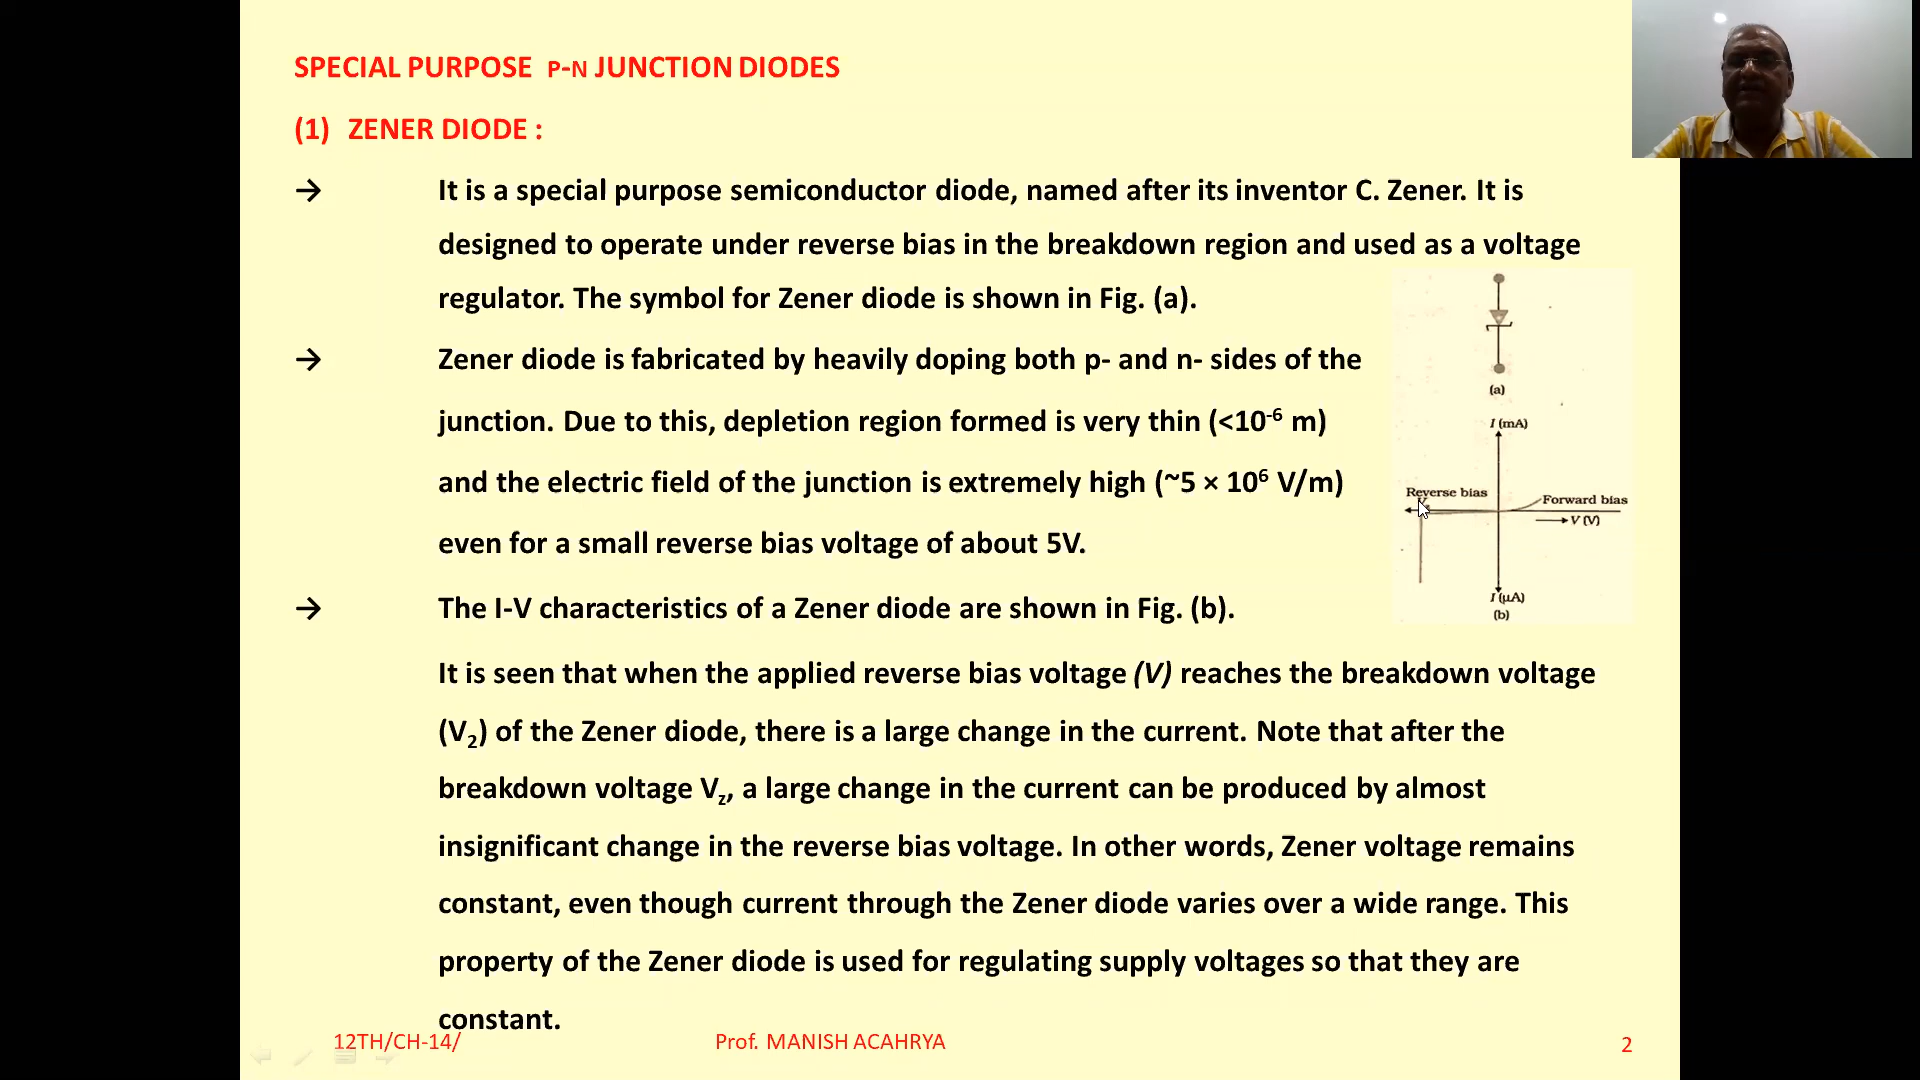 SPECIAL PURPOSE P-N JUNCTION DIODES
(1) ZENER DIODE :
→ It is a special purpose semiconductor diode, named after its inventor C. Zener. It is
designed to operate under reverse bias in the breakdown region and used as a voltage
regulator. The symbol for Zener diode is shown in Fig. (a).
→ Zener diode is fabricated by heavily doping both p- and n- sides of the
junction. Due to this, depletion region formed is very thin (<10⁻⁶ m)
and the electric field of the junction is extremely high (~5 × 10⁶ V/m)
even for a small reverse bias voltage of about 5V.
(a)
I (mA)
Reverse bias
Forward bias
V (V)
I (μA)
(b)
→ The I-V characteristics of a Zener diode are shown in Fig. (b).
It is seen that when the applied reverse bias voltage (V) reaches the breakdown voltage
(V₂) of the Zener diode, there is a large change in the current. Note that after the
breakdown voltage Vz, a large change in the current can be produced by almost
insignificant change in the reverse bias voltage. In other words, Zener voltage remains
constant, even though current through the Zener diode varies over a wide range. This
property of the Zener diode is used for regulating supply voltages so that they are
constant.
12TH/CH-14/
Prof. MANISH ACAHRYA
2